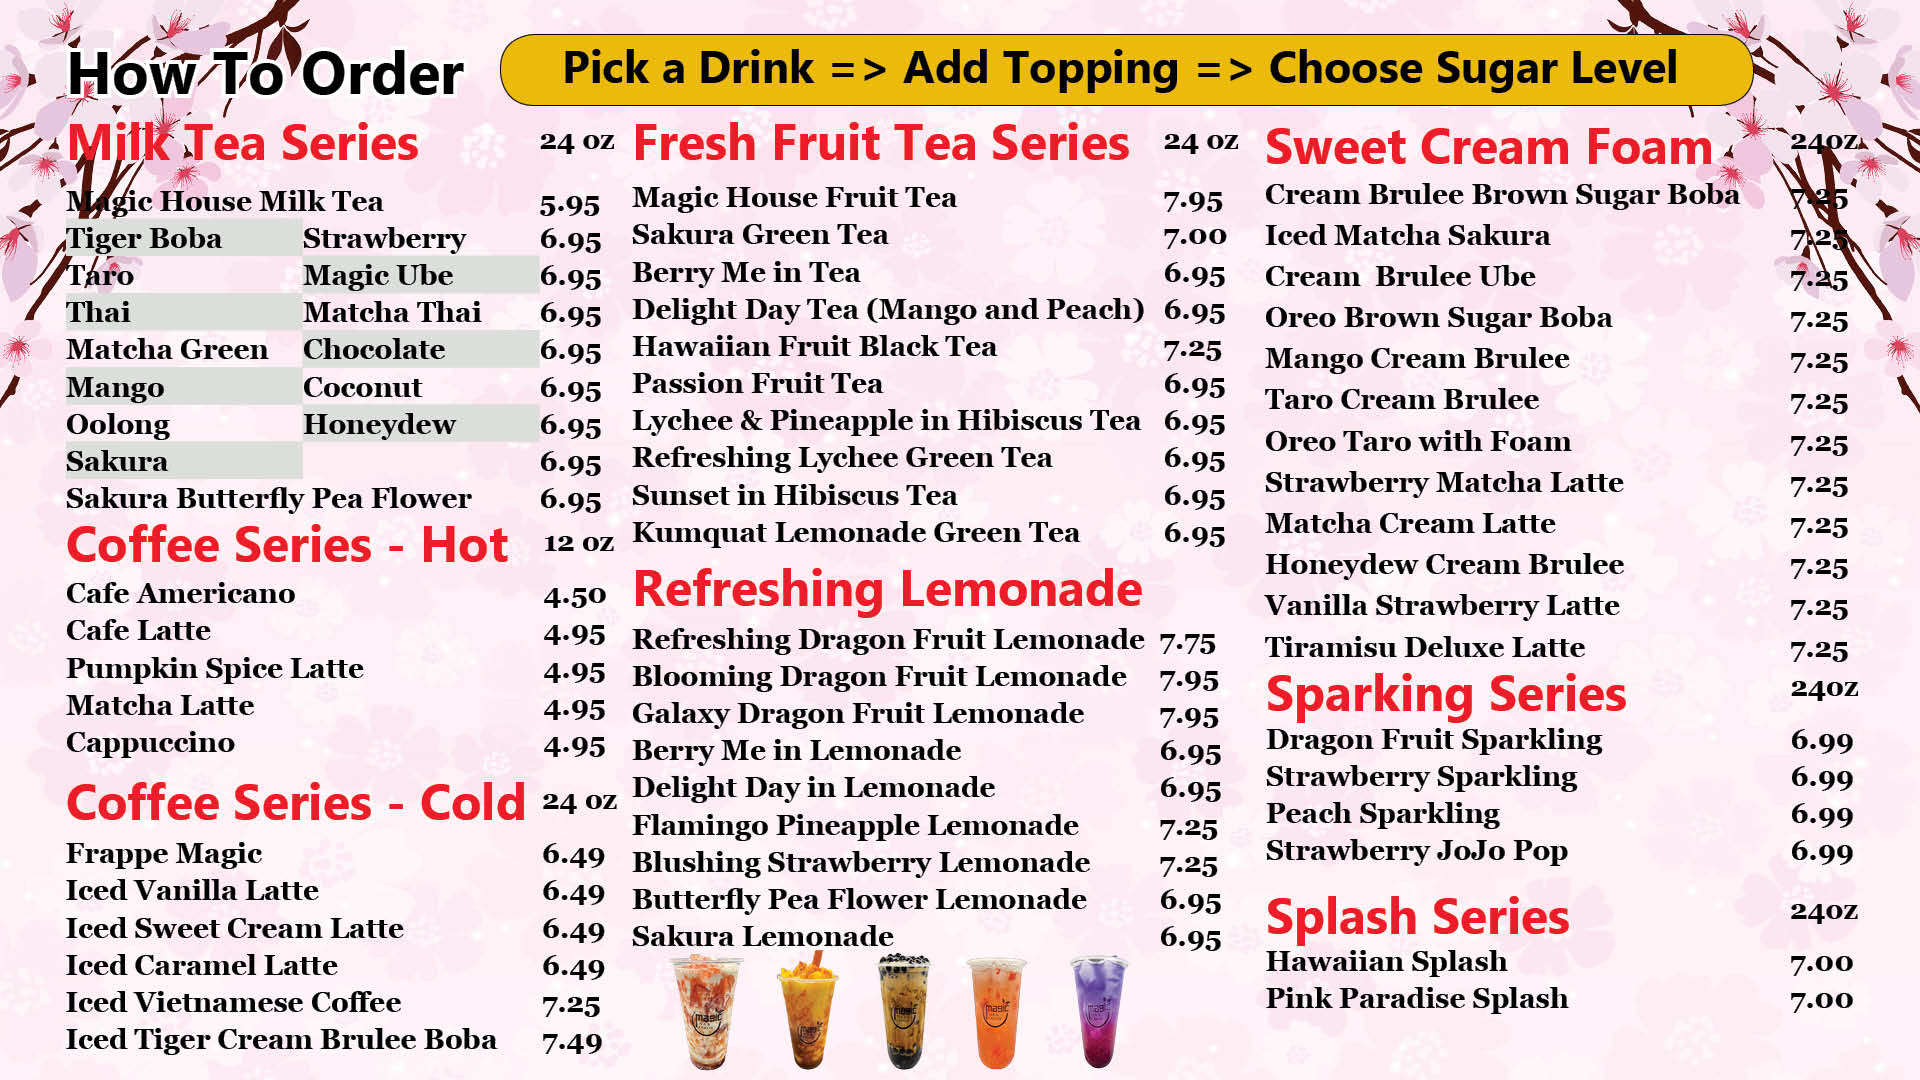 How To Order
Pick a Drink => Add Topping => Choose Sugar Level
Milk Tea Series 24 oz
Magic House Milk Tea 5.95
Tiger Boba Strawberry 6.95
Taro Magic Ube 6.95
Thai Matcha Thai 6.95
Matcha Green Chocolate 6.95
Mango Coconut 6.95
Oolong Honeydew 6.95
Sakura 6.95
Sakura Butterfly Pea Flower 6.95
Coffee Series - Hot 12 oz
Cafe Americano 4.50
Cafe Latte 4.95
Pumpkin Spice Latte 4.95
Matcha Latte 4.95
Cappuccino 4.95
Coffee Series - Cold 24 oz
Frappe Magic 6.49
Iced Vanilla Latte 6.49
Iced Sweet Cream Latte 6.49
Iced Caramel Latte 6.49
Iced Vietnamese Coffee 7.25
Iced Tiger Cream Brulee Boba 7.49
Fresh Fruit Tea Series 24 oz
Magic House Fruit Tea 7.95
Sakura Green Tea 7.00
Berry Me in Tea 6.95
Delight Day Tea (Mango and Peach) 6.95
Hawaiian Fruit Black Tea 7.25
Passion Fruit Tea 6.95
Lychee & Pineapple in Hibiscus Tea 6.95
Refreshing Lychee Green Tea 6.95
Sunset in Hibiscus Tea 6.95
Kumquat Lemonade Green Tea 6.95
Refreshing Lemonade
Refreshing Dragon Fruit Lemonade 7.75
Blooming Dragon Fruit Lemonade 7.95
Galaxy Dragon Fruit Lemonade 7.95
Berry Me in Lemonade 6.95
Delight Day in Lemonade 6.95
Flamingo Pineapple Lemonade 7.25
Blushing Strawberry Lemonade 7.25
Butterfly Pea Flower Lemonade 6.95
Sakura Lemonade 6.95
magic
magic
magic
magic
magic
Sweet Cream Foam 24oz
Cream Brulee Brown Sugar Boba 7.25
Iced Matcha Sakura 7.25
Cream Brulee Ube 7.25
Oreo Brown Sugar Boba 7.25
Mango Cream Brulee 7.25
Taro Cream Brulee 7.25
Oreo Taro with Foam 7.25
Strawberry Matcha Latte 7.25
Matcha Cream Latte 7.25
Honeydew Cream Brulee 7.25
Vanilla Strawberry Latte 7.25
Tiramisu Deluxe Latte 7.25
Sparking Series 24oz
Dragon Fruit Sparkling 6.99
Strawberry Sparkling 6.99
Peach Sparkling 6.99
Strawberry JoJo Pop 6.99
Splash Series 24oz
Hawaiian Splash 7.00
Pink Paradise Splash 7.00